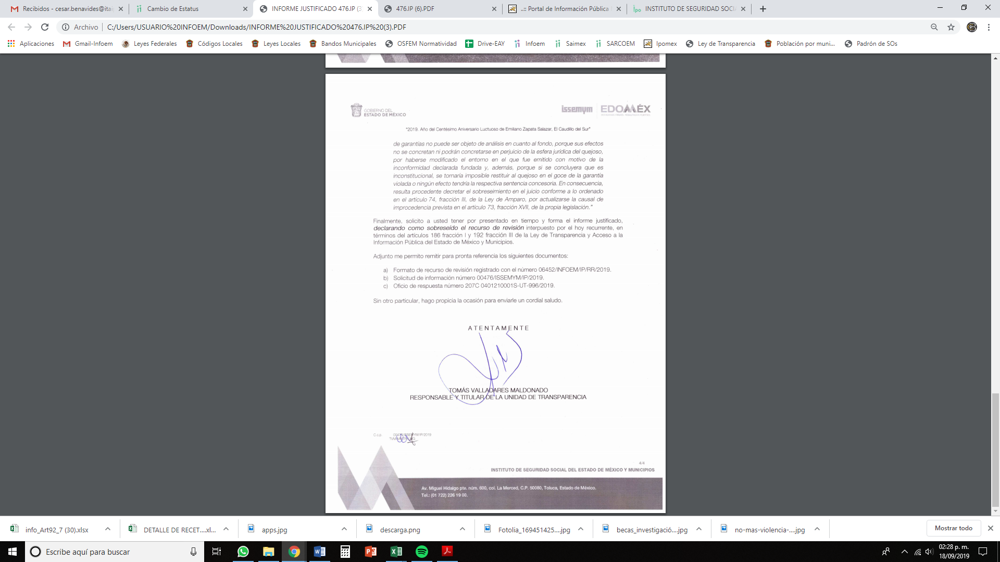 Recibidos - cesar.benavides@itai
Cambio de Estatus
INFORME JUSTIFICADO 476.IP (3
476.IP (6).PDF
..:: Portal de Información Pública
INSTITUTO DE SEGURIDAD SOCI
Archivo
C:/Users/USUARIO%20INFOEM/Downloads/INFORME%20JUSTIFICADO%20476.IP%20(3).PDF
Aplicaciones
Gmail-Infoem
Leyes Federales
Códigos Locales
Leyes Locales
Bandos Municipales
OSFEM Normatividad
Drive-EAY
Infoem
Saimex
SARCOEM
Ipomex
Ley de Transparencia
Población por muni...
Padrón de SOs
GOBIERNO DEL
ESTADO DE MÉXICO
issemym
EDOMÉX
"2019. Año del Centésimo Aniversario Luctuoso de Emiliano Zapata Salazar, El Caudillo del Sur"
de garantías no puede ser objeto de análisis en cuanto al fondo, porque sus efectos
no se concretan ni podrán concretarse en perjuicio de la esfera jurídica del quejoso,
por haberse modificado el entorno en el que fue emitido con motivo de la
inconformidad declarada fundada y, además, porque si se concluyera que es
inconstitucional, se tornaría imposible restituir al quejoso en el goce de la garantía
violada o ningún efecto tendría la respectiva sentencia concesoria. En consecuencia,
resulta procedente decretar el sobreseimiento en el juicio conforme a lo ordenado
en el artículo 74, fracción III, de la Ley de Amparo, por actualizarse la causal de
improcedencia prevista en el artículo 73, fracción XVII, de la propia legislación."
Finalmente, solicito a usted tener por presentado en tiempo y forma el informe justificado,
declarando como sobreseído el recurso de revisión interpuesto por el hoy recurrente, en
términos del artículos 186 fracción I y 192 fracción III de la Ley de Transparencia y Acceso a la
Información Pública del Estado de México y Municipios.
Adjunto me permito remitir para pronta referencia los siguientes documentos:
a) Formato de recurso de revisión registrado con el número 06452/INFOEM/IP/RR/2019.
b) Solicitud de información número 00476/ISSEMYM/IP/2019.
c) Oficio de respuesta número 207C 0401210001S-UT-996/2019.
Sin otro particular, hago propicia la ocasión para enviarle un cordial saludo.
ATENTAMENTE
TOMÁS VALLADARES MALDONADO
RESPONSABLE Y TITULAR DE LA UNIDAD DE TRANSPARENCIA
C.c.p. 00476/ISSEMYM/IP/2019
4/4
INSTITUTO DE SEGURIDAD SOCIAL DEL ESTADO DE MÉXICO Y MUNICIPIOS
Av. Miguel Hidalgo pte. núm. 600, col. La Merced, C.P. 50080, Toluca, Estado de México.
Tel.: (01 722) 226 19 00.
info_Art92_7 (30).xlsx
DETALLE DE RECET....xl...
apps.jpg
descarga.png
Fotolia_169451425....jpg
becas_investigació....jpg
no-mas-violencia-....jpg
Mostrar todo
Escribe aquí para buscar
02:28 p. m.
18/09/2019